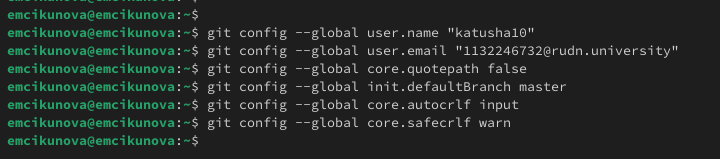 emcikunova@emcikunova:~$
emcikunova@emcikunova:~$ git config --global user.name "katusha10"
emcikunova@emcikunova:~$ git config --global user.email "1132246732@rudn.university"
emcikunova@emcikunova:~$ git config --global core.quotepath false
emcikunova@emcikunova:~$ git config --global init.defaultBranch master
emcikunova@emcikunova:~$ git config --global core.autocrlf input
emcikunova@emcikunova:~$ git config --global core.safecrlf warn
emcikunova@emcikunova:~$